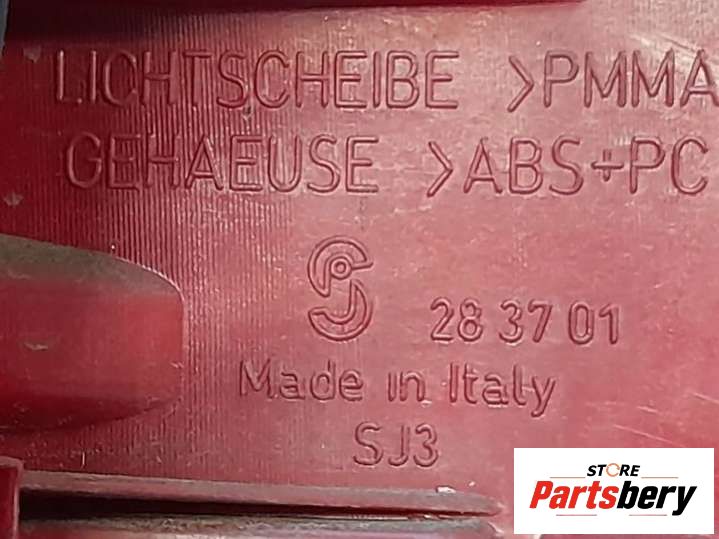 LICHTSCHEIBE >PMMA
GEHAEUSE >ABS+PC
28 37 01
Made in Italy
SJ3
STORE
Partsbery